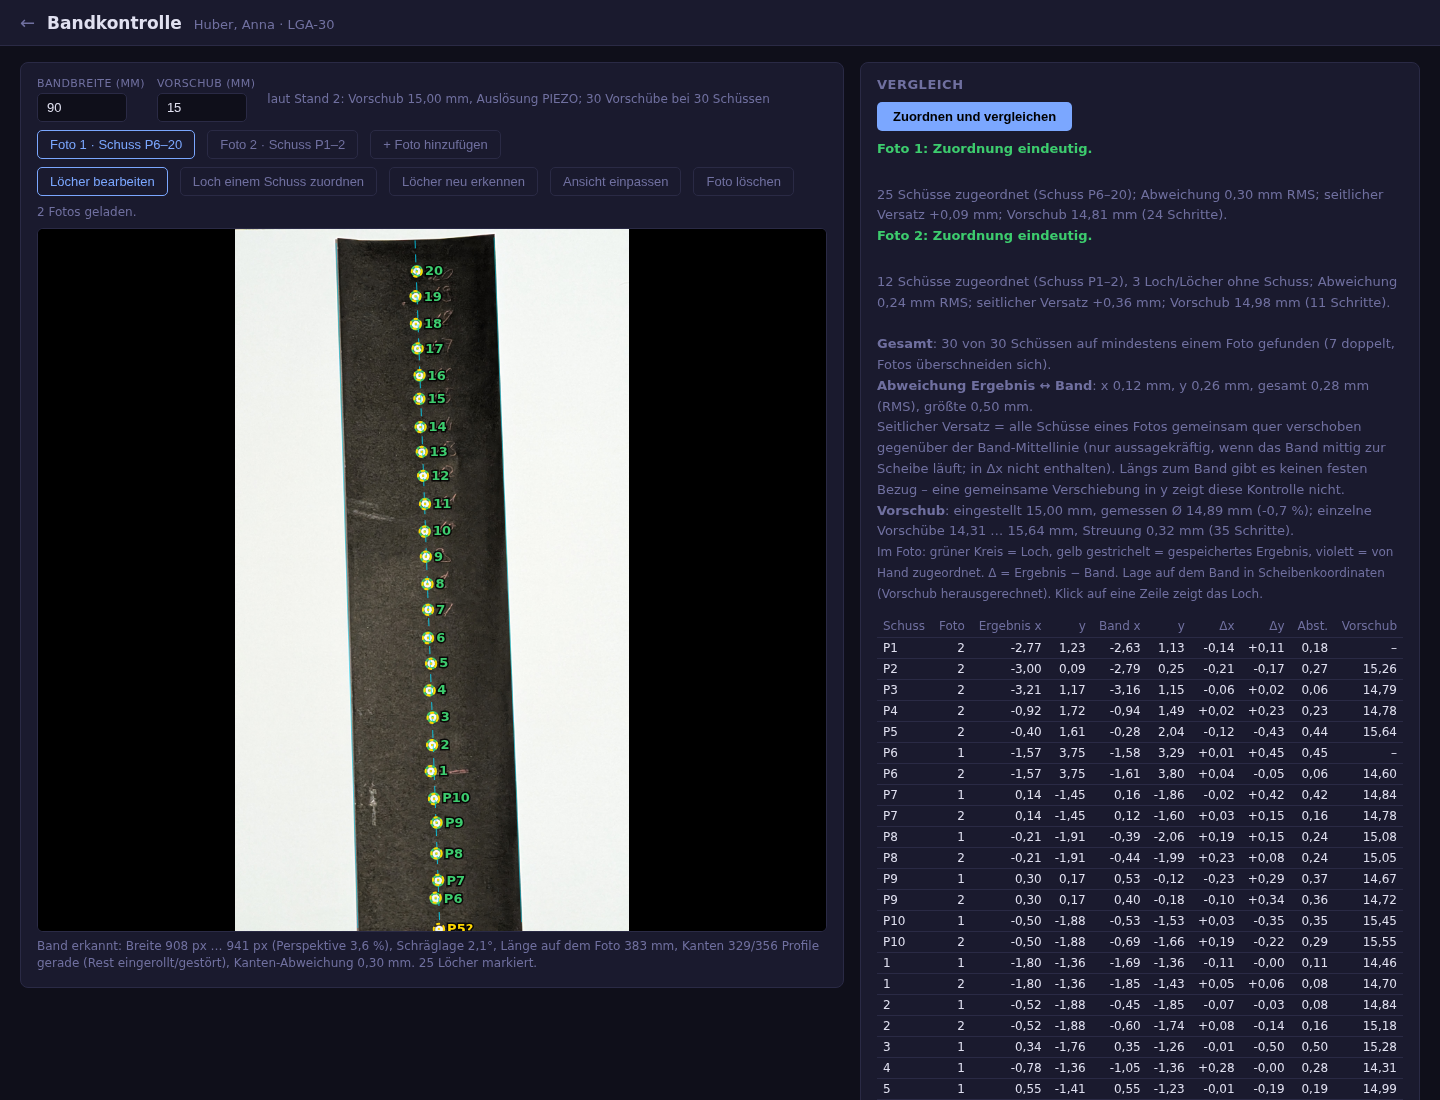 ← Bandkontrolle Huber, Anna · LGA-30
BANDBREITE (MM) VORSCHUB (MM)
90 15 laut Stand 2: Vorschub 15,00 mm, Auslösung PIEZO; 30 Vorschübe bei 30 Schüssen
Foto 1 · Schuss P6–20 Foto 2 · Schuss P1–2 + Foto hinzufügen
Löcher bearbeiten Loch einem Schuss zuordnen Löcher neu erkennen Ansicht einpassen Foto löschen
2 Fotos geladen.
20
19
18
17
16
15
14
13
12
11
10
9
8
7
6
5
4
3
2
1
P10
P9
P8
P7
P6
P5?
Band erkannt: Breite 908 px … 941 px (Perspektive 3,6 %), Schräglage 2,1°, Länge auf dem Foto 383 mm, Kanten 329/356 Profile
gerade (Rest eingerollt/gestört), Kanten-Abweichung 0,30 mm. 25 Löcher markiert.
VERGLEICH
Zuordnen und vergleichen
Foto 1: Zuordnung eindeutig.
25 Schüsse zugeordnet (Schuss P6–20); Abweichung 0,30 mm RMS; seitlicher
Versatz +0,09 mm; Vorschub 14,81 mm (24 Schritte).
Foto 2: Zuordnung eindeutig.
12 Schüsse zugeordnet (Schuss P1–2), 3 Loch/Löcher ohne Schuss; Abweichung
0,24 mm RMS; seitlicher Versatz +0,36 mm; Vorschub 14,98 mm (11 Schritte).
Gesamt: 30 von 30 Schüssen auf mindestens einem Foto gefunden (7 doppelt,
Fotos überschneiden sich).
Abweichung Ergebnis ↔ Band: x 0,12 mm, y 0,26 mm, gesamt 0,28 mm
(RMS), größte 0,50 mm.
Seitlicher Versatz = alle Schüsse eines Fotos gemeinsam quer verschoben
gegenüber der Band-Mittellinie (nur aussagekräftig, wenn das Band mittig zur
Scheibe läuft; in Δx nicht enthalten). Längs zum Band gibt es keinen festen
Bezug – eine gemeinsame Verschiebung in y zeigt diese Kontrolle nicht.
Vorschub: eingestellt 15,00 mm, gemessen Ø 14,89 mm (-0,7 %); einzelne
Vorschübe 14,31 … 15,64 mm, Streuung 0,32 mm (35 Schritte).
Im Foto: grüner Kreis = Loch, gelb gestrichelt = gespeichertes Ergebnis, violett = von
Hand zugeordnet. Δ = Ergebnis − Band. Lage auf dem Band in Scheibenkoordinaten
(Vorschub herausgerechnet). Klick auf eine Zeile zeigt das Loch.
Schuss Foto Ergebnis x y Band x y Δx Δy Abst. Vorschub
P1 2 -2,77 1,23 -2,63 1,13 -0,14 +0,11 0,18 –
P2 2 -3,00 0,09 -2,79 0,25 -0,21 -0,17 0,27 15,26
P3 2 -3,21 1,17 -3,16 1,15 -0,06 +0,02 0,06 14,79
P4 2 -0,92 1,72 -0,94 1,49 +0,02 +0,23 0,23 14,78
P5 2 -0,40 1,61 -0,28 2,04 -0,12 -0,43 0,44 15,64
P6 1 -1,57 3,75 -1,58 3,29 +0,01 +0,45 0,45 –
P6 2 -1,57 3,75 -1,61 3,80 +0,04 -0,05 0,06 14,60
P7 1 0,14 -1,45 0,16 -1,86 -0,02 +0,42 0,42 14,84
P7 2 0,14 -1,45 0,12 -1,60 +0,03 +0,15 0,16 14,78
P8 1 -0,21 -1,91 -0,39 -2,06 +0,19 +0,15 0,24 15,08
P8 2 -0,21 -1,91 -0,44 -1,99 +0,23 +0,08 0,24 15,05
P9 1 0,30 0,17 0,53 -0,12 -0,23 +0,29 0,37 14,67
P9 2 0,30 0,17 0,40 -0,18 -0,10 +0,34 0,36 14,72
P10 1 -0,50 -1,88 -0,53 -1,53 +0,03 -0,35 0,35 15,45
P10 2 -0,50 -1,88 -0,69 -1,66 +0,19 -0,22 0,29 15,55
1 1 -1,80 -1,36 -1,69 -1,36 -0,11 -0,00 0,11 14,46
1 2 -1,80 -1,36 -1,85 -1,43 +0,05 +0,06 0,08 14,70
2 1 -0,52 -1,88 -0,45 -1,85 -0,07 -0,03 0,08 14,84
2 2 -0,52 -1,88 -0,60 -1,74 +0,08 -0,14 0,16 15,18
3 1 0,34 -1,76 0,35 -1,26 -0,01 -0,50 0,50 15,28
4 1 -0,78 -1,36 -1,05 -1,36 +0,28 -0,00 0,28 14,31
5 1 0,55 -1,41 0,55 -1,23 -0,01 -0,19 0,19 14,99